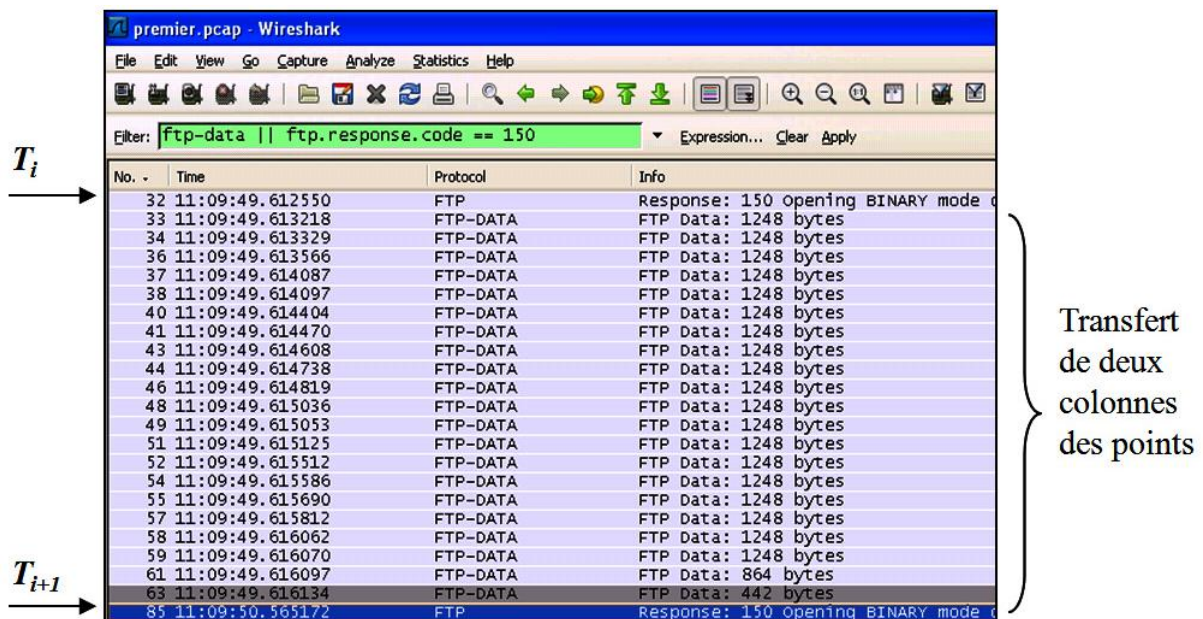 premier.pcap - Wireshark
File Edit View Go Capture Analyze Statistics Help
Filter: ftp-data || ftp.response.code == 150 Expression... Clear Apply
Ti
No. - Time Protocol Info
32 11:09:49.612550 FTP Response: 150 Opening BINARY mode
33 11:09:49.613218 FTP-DATA FTP Data: 1248 bytes
34 11:09:49.613329 FTP-DATA FTP Data: 1248 bytes
36 11:09:49.613566 FTP-DATA FTP Data: 1248 bytes
37 11:09:49.614087 FTP-DATA FTP Data: 1248 bytes
38 11:09:49.614097 FTP-DATA FTP Data: 1248 bytes
40 11:09:49.614404 FTP-DATA FTP Data: 1248 bytes
41 11:09:49.614470 FTP-DATA FTP Data: 1248 bytes
43 11:09:49.614608 FTP-DATA FTP Data: 1248 bytes
44 11:09:49.614738 FTP-DATA FTP Data: 1248 bytes
46 11:09:49.614819 FTP-DATA FTP Data: 1248 bytes
48 11:09:49.615036 FTP-DATA FTP Data: 1248 bytes
49 11:09:49.615053 FTP-DATA FTP Data: 1248 bytes
51 11:09:49.615125 FTP-DATA FTP Data: 1248 bytes
52 11:09:49.615512 FTP-DATA FTP Data: 1248 bytes
54 11:09:49.615586 FTP-DATA FTP Data: 1248 bytes
55 11:09:49.615690 FTP-DATA FTP Data: 1248 bytes
57 11:09:49.615812 FTP-DATA FTP Data: 1248 bytes
58 11:09:49.616062 FTP-DATA FTP Data: 1248 bytes
59 11:09:49.616070 FTP-DATA FTP Data: 1248 bytes
61 11:09:49.616097 FTP-DATA FTP Data: 864 bytes
63 11:09:49.616134 FTP-DATA FTP Data: 442 bytes
85 11:09:50.565172 FTP Response: 150 Opening BINARY mode
Ti+1
Transfert
de deux
colonnes
des points